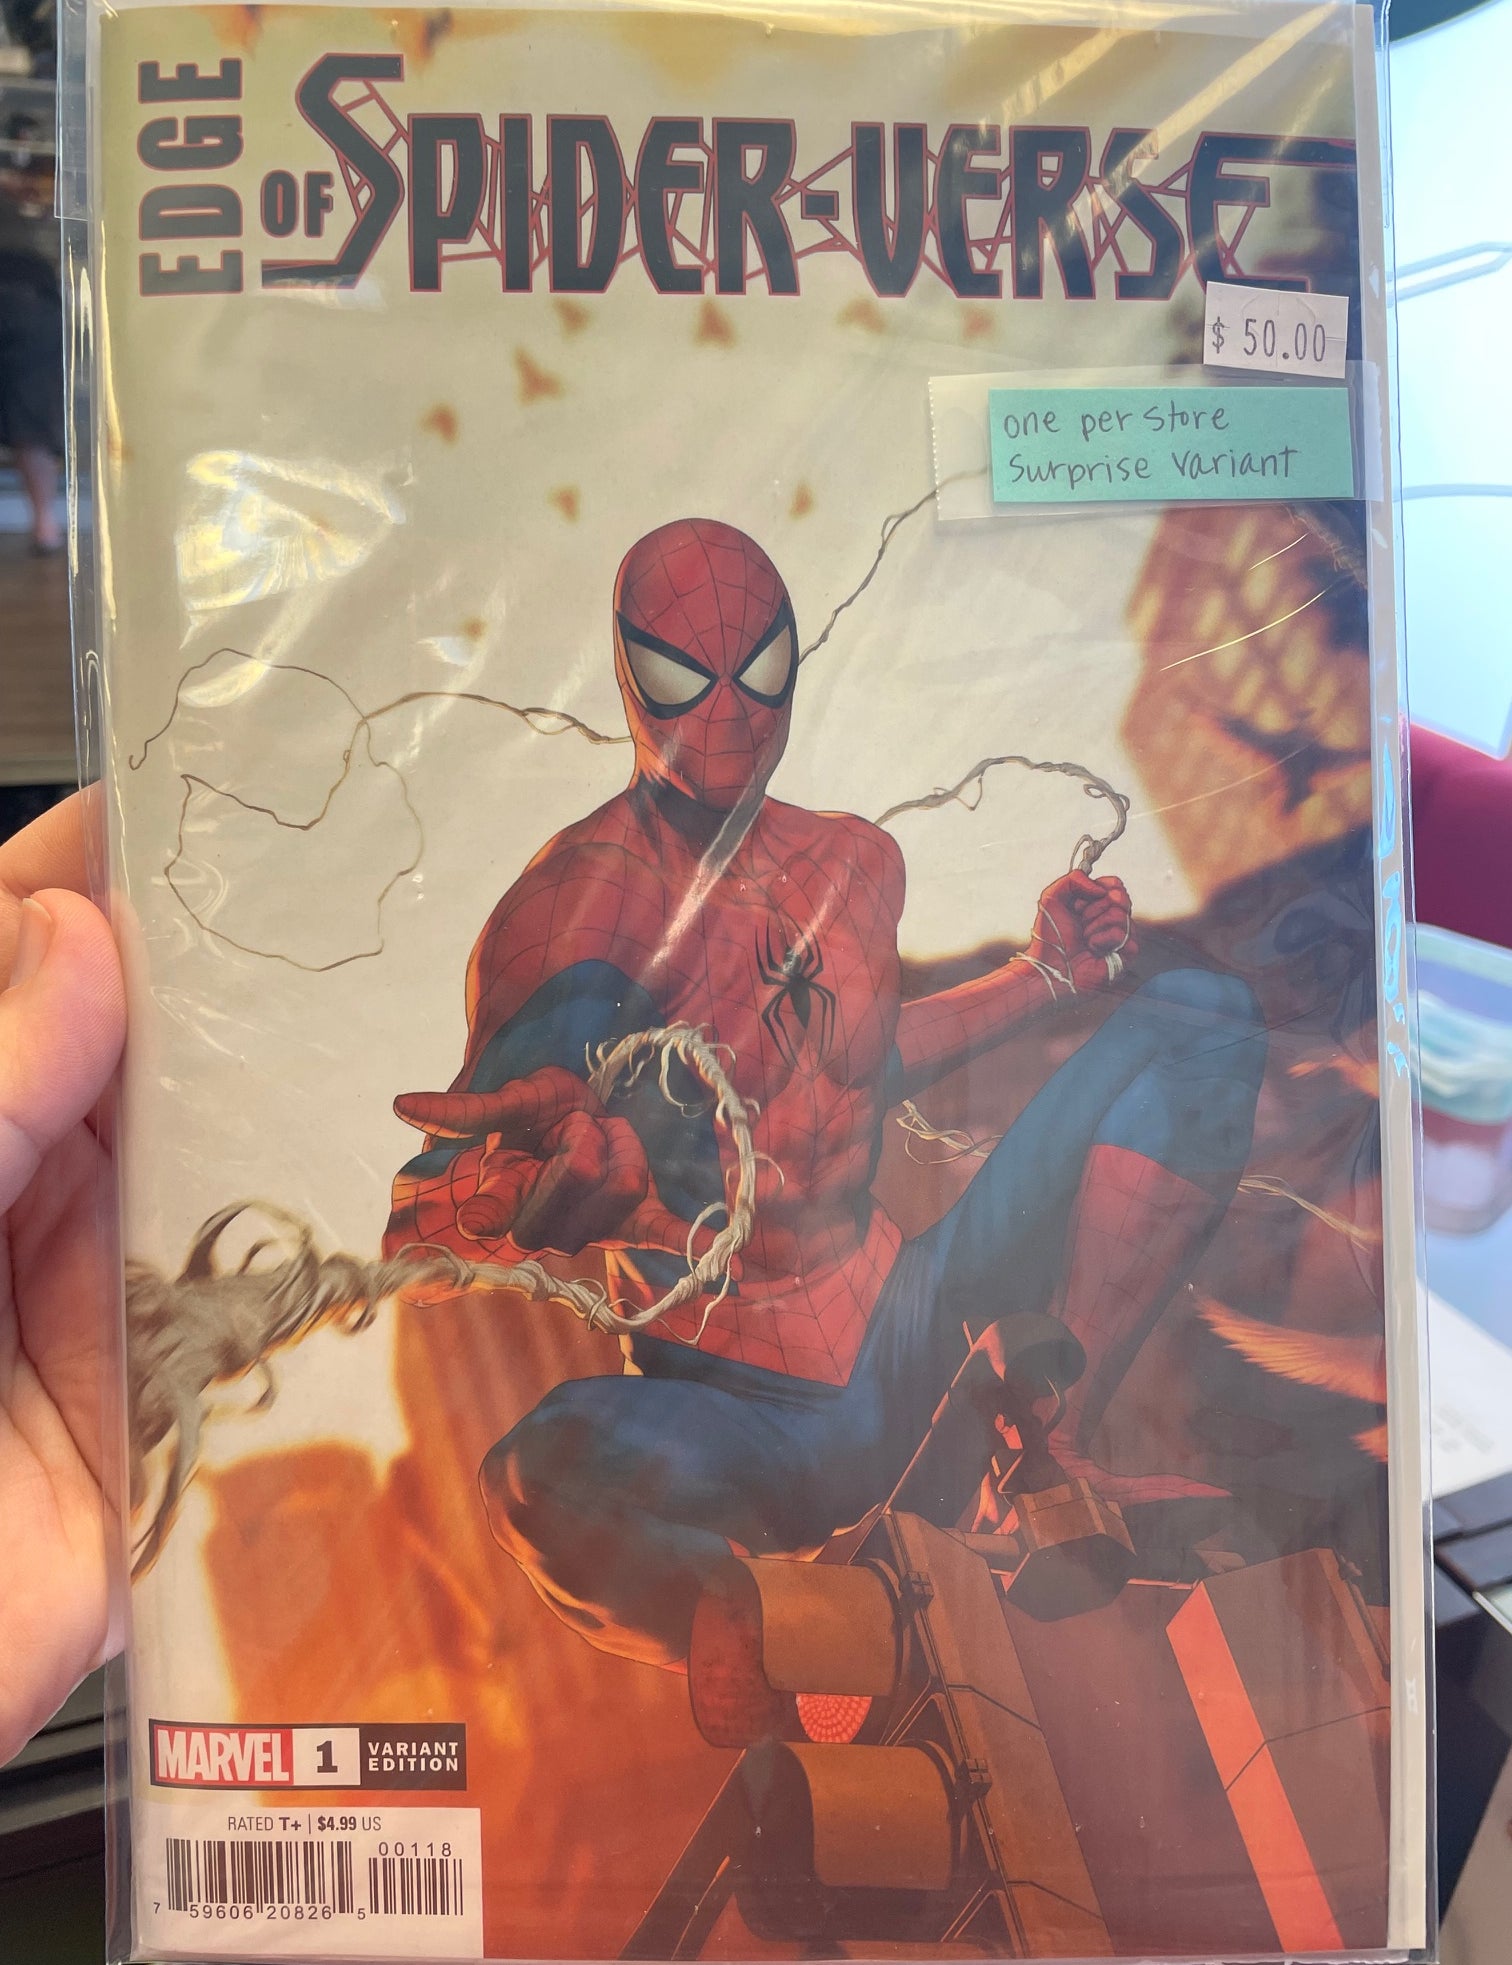 EDGE
OF SPIDER-VERSE
$ 50.00
one per store
surprise variant
MARVEL 1 VARIANT
EDITION
RATED T+ | $4.99 US
00118
7 59606 20826 5